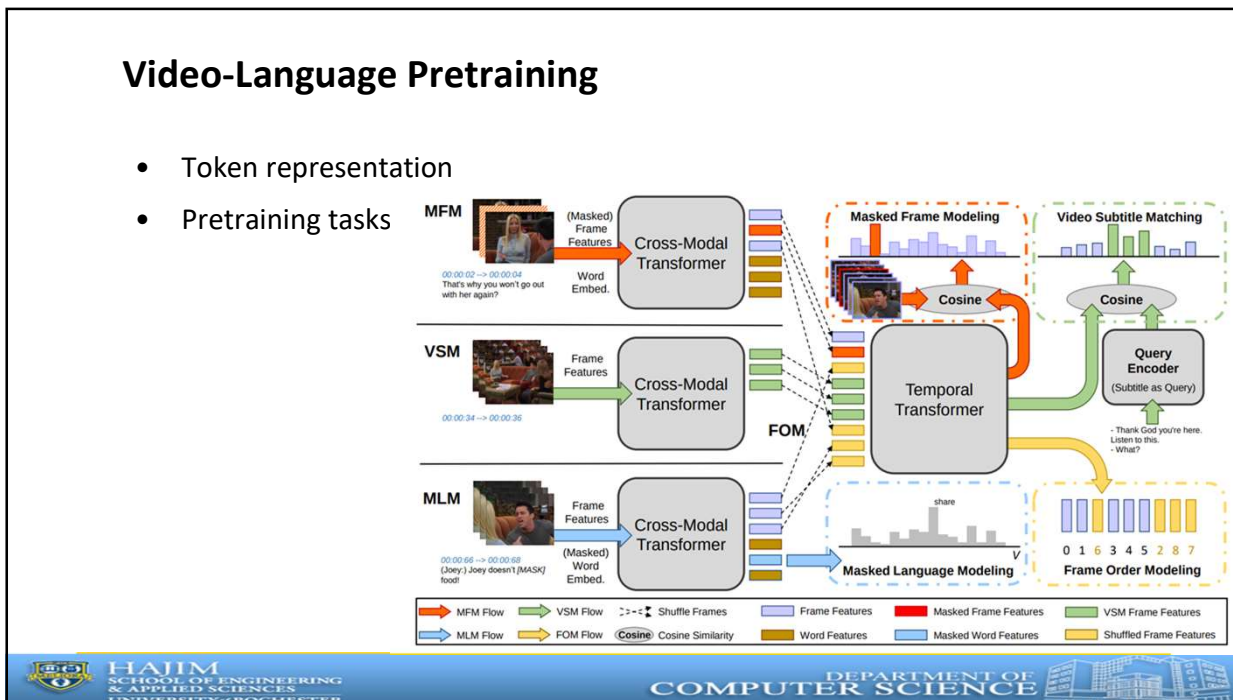 Video-Language Pretraining
• Token representation
• Pretraining tasks
MFM
(Masked)
Frame
Features
Word
Embed.
00:00:02 --> 00:00:04
That's why you won't go out
with her again?
Cross-Modal
Transformer
VSM
Frame
Features
00:00:34 --> 00:00:36
Cross-Modal
Transformer
MLM
Frame
Features
(Masked)
Word
Embed.
00:00:66 --> 00:00:68
(Joey:) Joey doesn't [MASK]
food!
Cross-Modal
Transformer
FOM
Temporal
Transformer
Masked Frame Modeling
Cosine
Video Subtitle Matching
Cosine
Query
Encoder
(Subtitle as Query)
- Thank God you're here.
Listen to this.
- What?
share
V
Masked Language Modeling
0 1 6 3 4 5 2 8 7
Frame Order Modeling
MFM Flow VSM Flow Shuffle Frames Frame Features Masked Frame Features VSM Frame Features
MLM Flow FOM Flow Cosine Cosine Similarity Word Features Masked Word Features Shuffled Frame Features
HAJIM
SCHOOL OF ENGINEERING
& APPLIED SCIENCES
UNIVERSITY of ROCHESTER
DEPARTMENT OF
COMPUTER SCIENCE